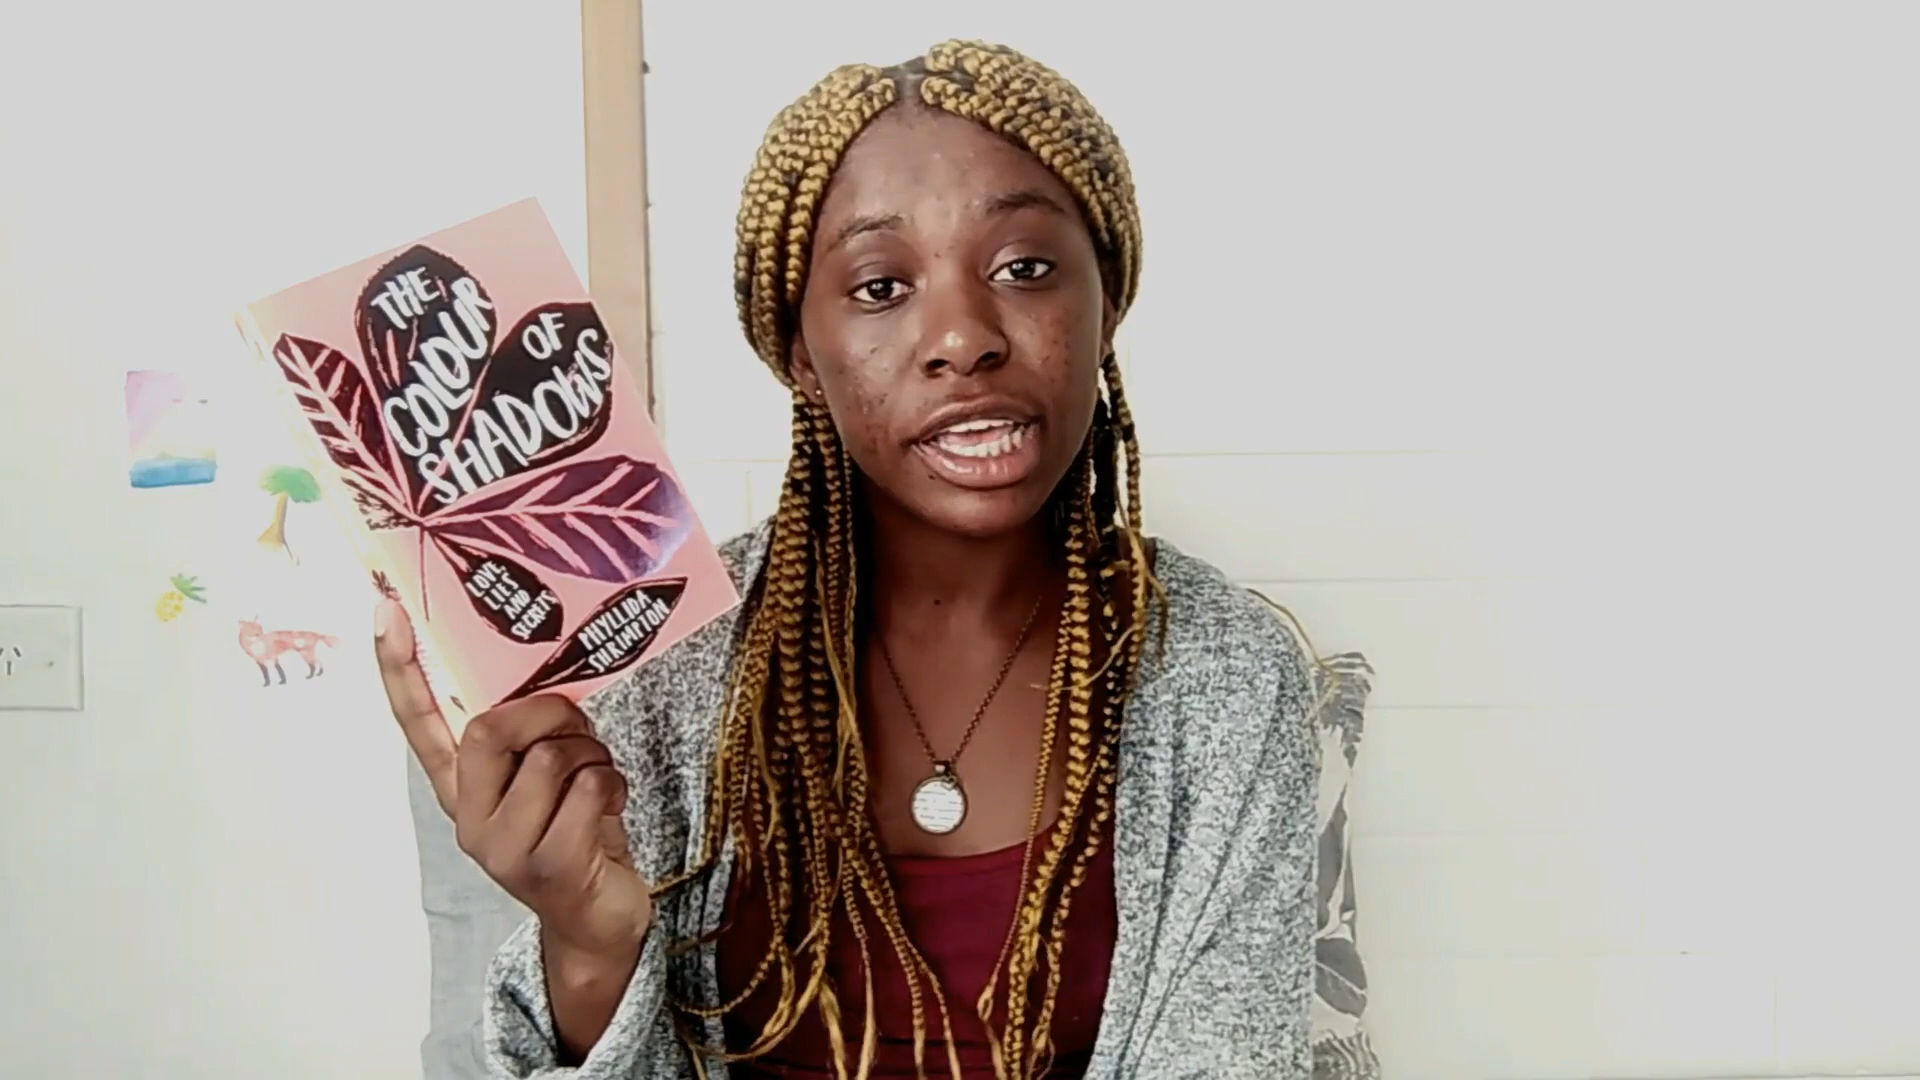 THE
COLOUR
OF
SHADOWS
LOVE,
LIES
AND
SECRETS
PHYLLIDA
SHRIMPTON